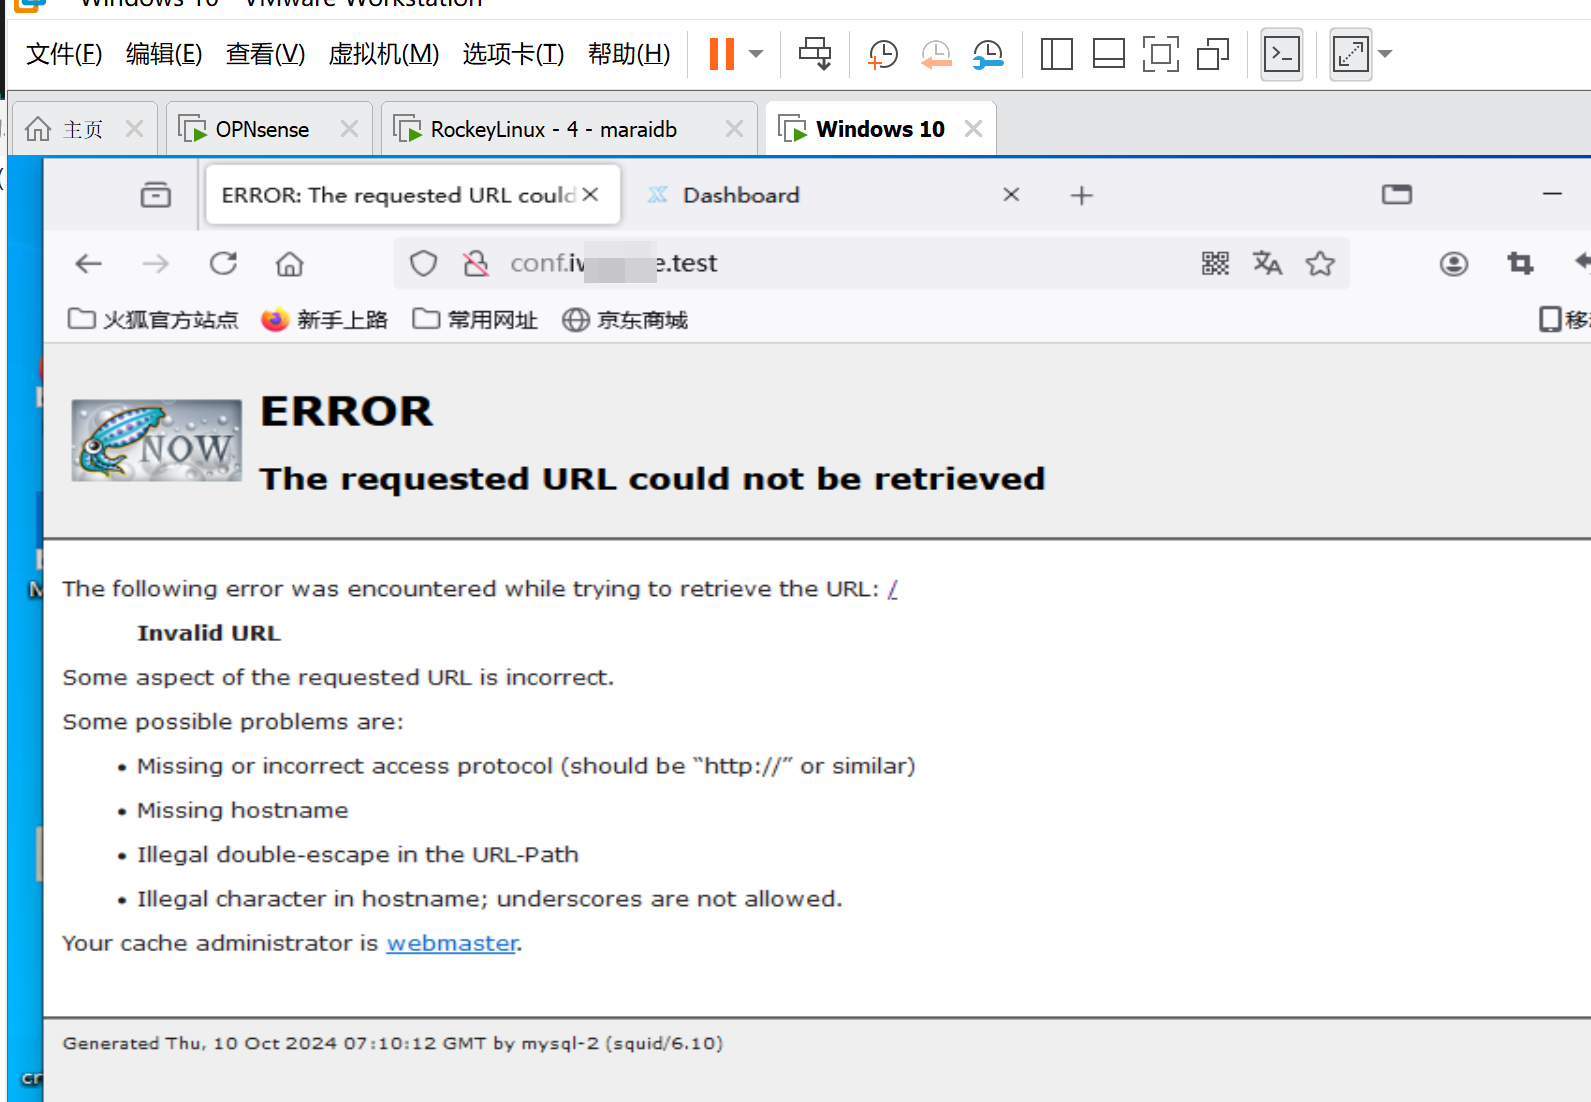 Windows 10 - VMware Workstation
文件(F) 编辑(E) 查看(V) 虚拟机(M) 选项卡(T) 帮助(H)
主页 OPNsense RockeyLinux - 4 - maraidb Windows 10
ERROR: The requested URL could Dashboard
conf.iw e.test
火狐官方站点 新手上路 常用网址 京东商城 移
NOW
ERROR
The requested URL could not be retrieved
The following error was encountered while trying to retrieve the URL: /
Invalid URL
Some aspect of the requested URL is incorrect.
Some possible problems are:
• Missing or incorrect access protocol (should be “http://” or similar)
• Missing hostname
• Illegal double-escape in the URL-Path
• Illegal character in hostname; underscores are not allowed.
Your cache administrator is webmaster.
Generated Thu, 10 Oct 2024 07:10:12 GMT by mysql-2 (squid/6.10)
cr